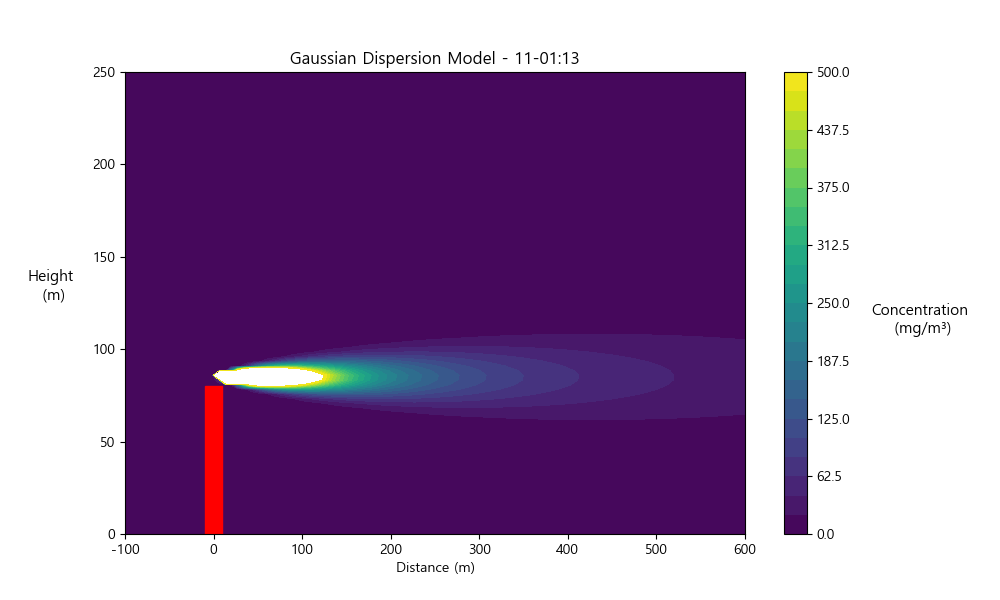 Gaussian Dispersion Model - 11-01:13
250
200
150
100
50
0
Height
(m)
-100 0 100 200 300 400 500 600
Distance (m)
500.0
437.5
375.0
312.5
250.0
187.5
125.0
62.5
0.0
Concentration
(mg/m³)